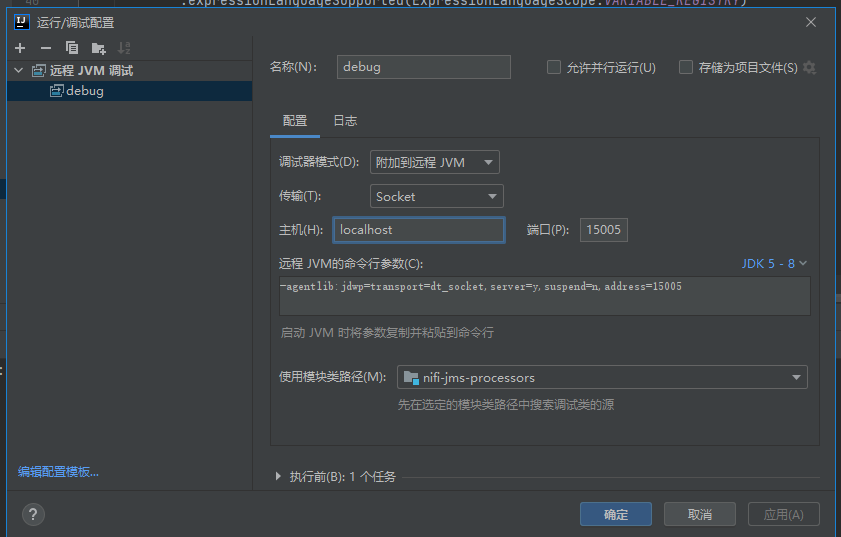 46 .expressionLanguageSupported(ExpressionLanguageScope.VARIABLE_REGISTRY)
运行/调试配置
远程 JVM 调试
debug
名称(N):
debug
允许并行运行(U)
存储为项目文件(S)
配置
日志
调试器模式(D):
附加到远程 JVM
传输(T):
Socket
主机(H):
localhost
端口(P):
15005
远程 JVM的命令行参数(C):
JDK 5 - 8
-agentlib:jdwp=transport=dt_socket,server=y,suspend=n,address=15005
启动 JVM 时将参数复制并粘贴到命令行
使用模块类路径(M):
nifi-jms-processors
先在选定的模块类路径中搜索调试类的源
编辑配置模板...
执行前(B): 1 个任务
?
确定
取消
应用(A)